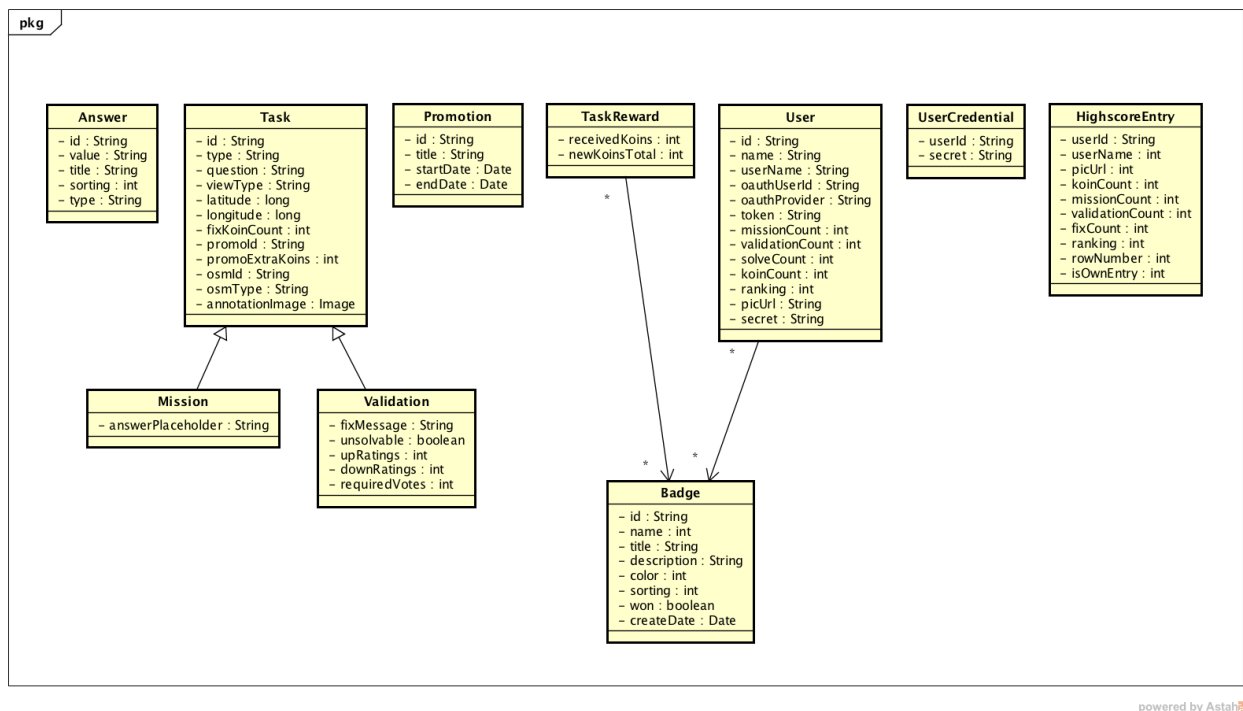 pkg
Answer
- id : String
- value : String
- title : String
- sorting : int
- type : String
Task
- id : String
- type : String
- question : String
- viewType : String
- latitude : long
- longitude : long
- fixKoinCount : int
- promoId : String
- promoExtraKoins : int
- osmId : String
- osmType : String
- annotationImage : Image
Promotion
- id : String
- title : String
- startDate : Date
- endDate : Date
TaskReward
- receivedKoins : int
- newKoinsTotal : int
User
- id : String
- name : String
- userName : String
- oauthUserId : String
- oauthProvider : String
- token : String
- missionCount : int
- validationCount : int
- solveCount : int
- koinCount : int
- ranking : int
- picUrl : String
- secret : String
UserCredential
- userId : String
- secret : String
HighscoreEntry
- userId : String
- userName : int
- picUrl : int
- koinCount : int
- missionCount : int
- validationCount : int
- fixCount : int
- ranking : int
- rowNumber : int
- isOwnEntry : int
*
*
Mission
- answerPlaceholder : String
Validation
- fixMessage : String
- unsolvable : boolean
- upRatings : int
- downRatings : int
- requiredVotes : int
*
*
Badge
- id : String
- name : int
- title : String
- description : String
- color : int
- sorting : int
- won : boolean
- createDate : Date
powered by Astah